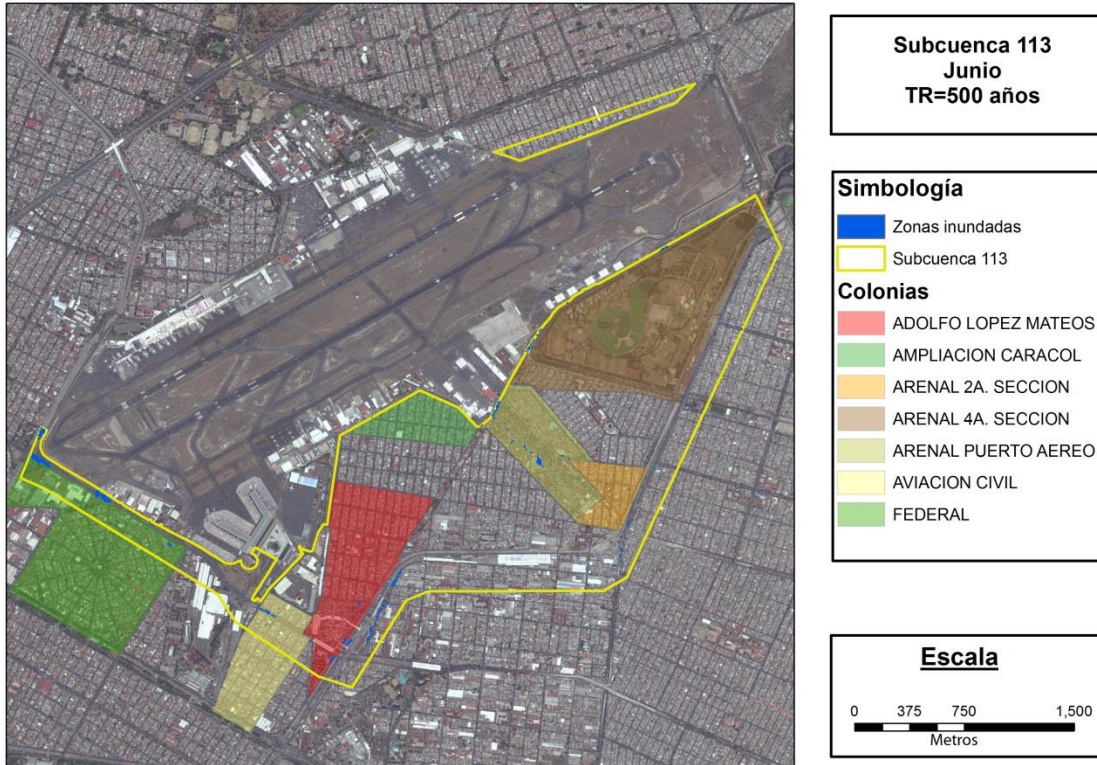 Subcuenca 113
Junio
TR=500 años
Simbología
Zonas inundadas
Subcuenca 113
Colonias
ADOLFO LOPEZ MATEOS
AMPLIACION CARACOL
ARENAL 2A. SECCION
ARENAL 4A. SECCION
ARENAL PUERTO AEREO
AVIACION CIVIL
FEDERAL
Escala
0 375 750 1,500
Metros